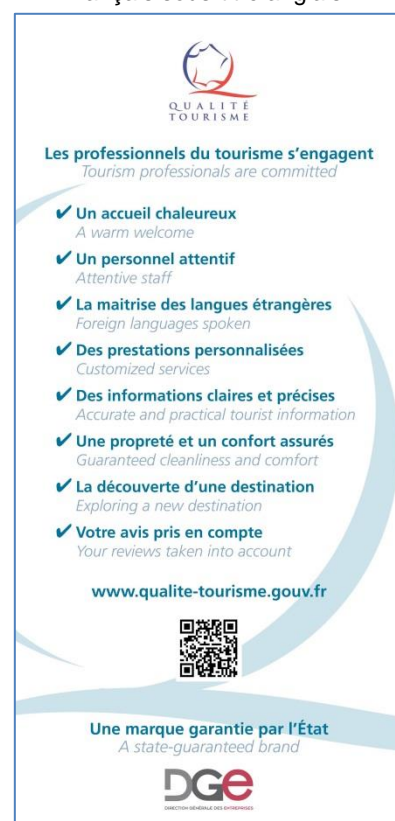 QUALITÉ
TOURISME
Les professionnels du tourisme s'engagent
Tourism professionals are committed
✔ Un accueil chaleureux
A warm welcome
✔ Un personnel attentif
Attentive staff
✔ La maitrise des langues étrangères
Foreign languages spoken
✔ Des prestations personnalisées
Customized services
✔ Des informations claires et précises
Accurate and practical tourist information
✔ Une propreté et un confort assurés
Guaranteed cleanliness and comfort
✔ La découverte d'une destination
Exploring a new destination
✔ Votre avis pris en compte
Your reviews taken into account
www.qualite-tourisme.gouv.fr
Une marque garantie par l'État
A state-guaranteed brand
DGe
DIRECTION GÉNÉRALE DES ENTREPRISES